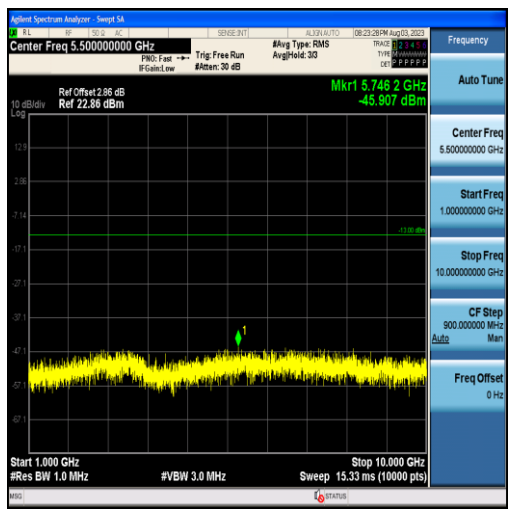 Agilent Spectrum Analyzer - Swept SA
RL RF 50 Ω AC SENSE:INT ALIGN AUTO 08:23:28 PM Aug 03, 2023
Center Freq 5.500000000 GHz
#Avg Type: RMS
TRACE 1 2 3 4 5 6
PNO: Fast
Trig: Free Run
Avg|Hold: 3/3
TYPE
IFGain:Low
#Atten: 30 dB
DET P P P P P P
Mkr1 5.746 2 GHz
-45.907 dBm
Ref Offset 2.86 dB
10 dB/div Ref 22.86 dBm
Log
12.9
2.86
-7.14
-13.00 dBm
-17.1
-27.1
-37.1
1
-47.1
-57.1
-67.1
Start 1.000 GHz
Stop 10.000 GHz
#Res BW 1.0 MHz
#VBW 3.0 MHz
Sweep 15.33 ms (10000 pts)
MSG
STATUS
Frequency
Auto Tune
Center Freq
5.500000000 GHz
Start Freq
1.000000000 GHz
Stop Freq
10.000000000 GHz
CF Step
900.000000 MHz
Auto Man
Freq Offset
0 Hz